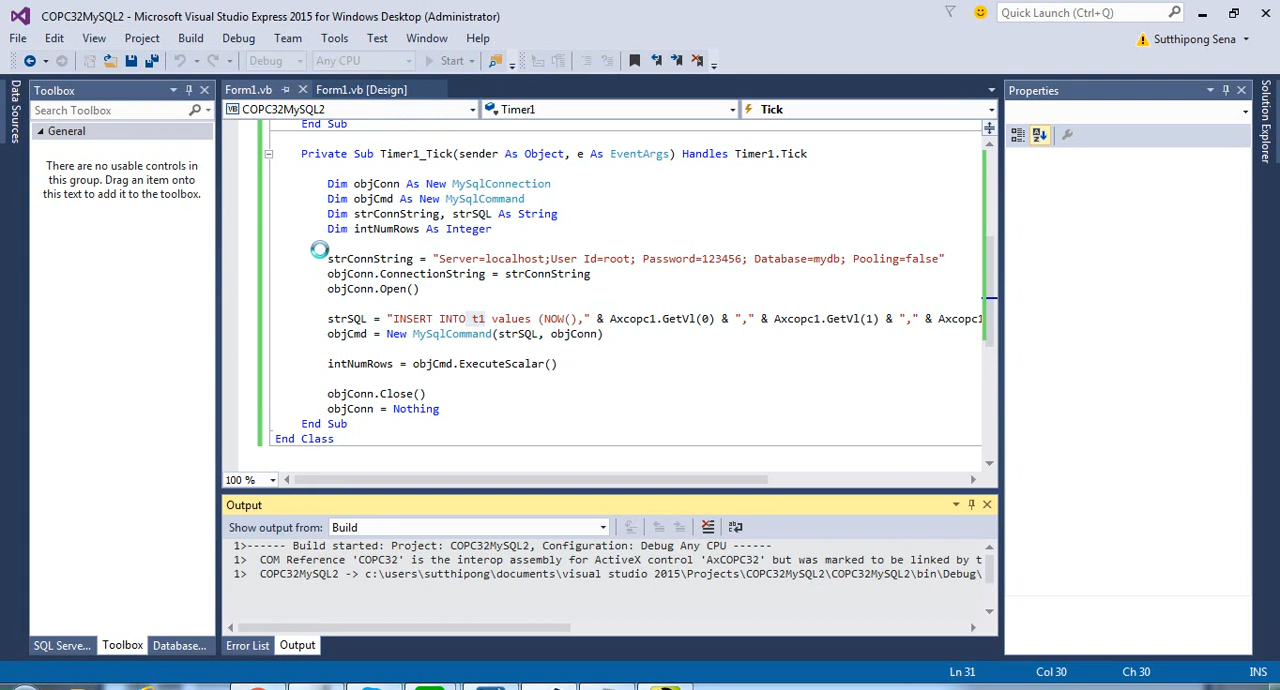 COPC32MySQL2 - Microsoft Visual Studio Express 2015 for Windows Desktop (Administrator)
Quick Launch (Ctrl+Q)
File Edit View Project Build Debug Team Tools Test Window Help
Sutthipong Sena
Debug Any CPU Start
Data Sources
Toolbox
Search Toolbox
General
There are no usable controls in
this group. Drag an item onto
this text to add it to the toolbox.
SQL Serve... Toolbox Database...
Form1.vb Form1.vb [Design]
COPC32MySQL2 Timer1 Tick
End Sub
Private Sub Timer1_Tick(sender As Object, e As EventArgs) Handles Timer1.Tick
Dim objConn As New MySqlConnection
Dim objCmd As New MySqlCommand
Dim strConnString, strSQL As String
Dim intNumRows As Integer
strConnString = "Server=localhost;User Id=root; Password=123456; Database=mydb; Pooling=false"
objConn.ConnectionString = strConnString
objConn.Open()
strSQL = "INSERT INTO t1 values (NOW()," & Axcopc1.GetVl(0) & "," & Axcopc1.GetVl(1) & "," & Axcopc1
objCmd = New MySqlCommand(strSQL, objConn)
intNumRows = objCmd.ExecuteScalar()
objConn.Close()
objConn = Nothing
End Sub
End Class
100 %
Output
Show output from: Build
1>------ Build started: Project: COPC32MySQL2, Configuration: Debug Any CPU ------
1> COM Reference 'COPC32' is the interop assembly for ActiveX control 'AxCOPC32' but was marked to be linked by t
1> COPC32MySQL2 -> c:\users\sutthipong\documents\visual studio 2015\Projects\COPC32MySQL2\COPC32MySQL2\bin\Debug\
Error List Output
Properties
Solution Explorer
Ln 31 Col 30 Ch 30 INS